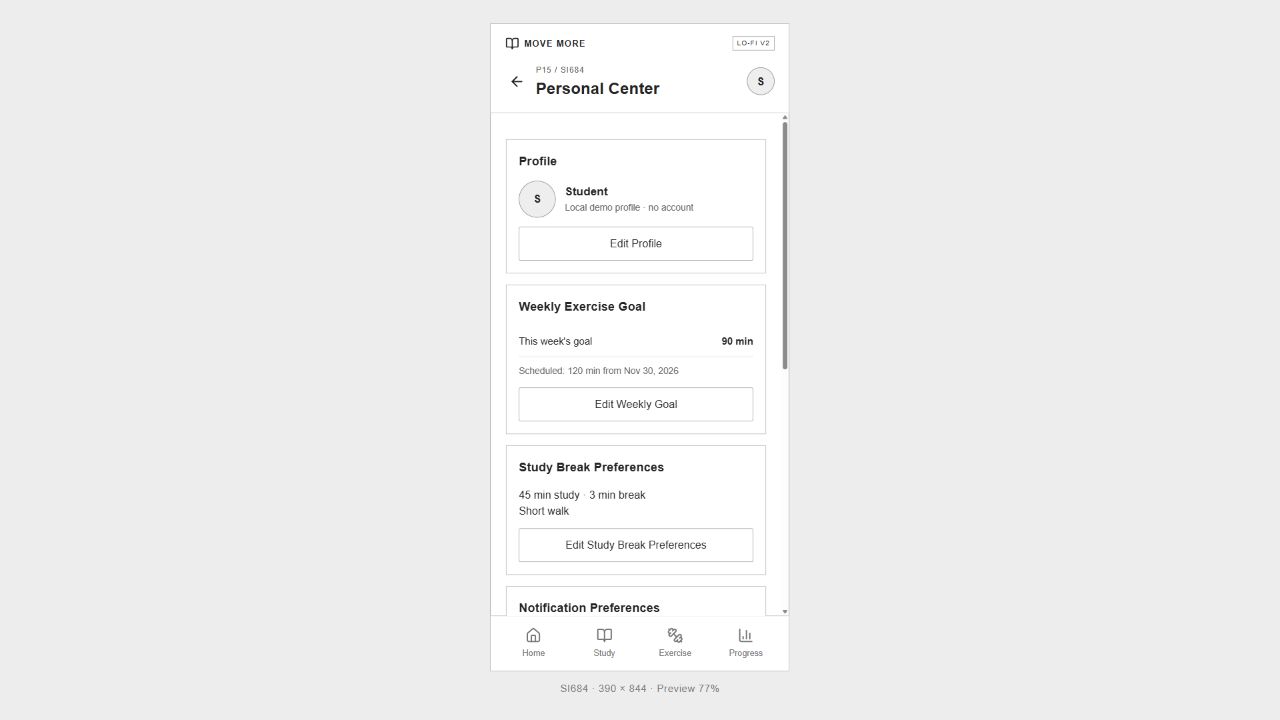 MOVE MORE
LO-FI V2
P15 / SI684
Personal Center
S
Profile
S
Student
Local demo profile · no account
Edit Profile
Weekly Exercise Goal
This week's goal
90 min
Scheduled: 120 min from Nov 30, 2026
Edit Weekly Goal
Study Break Preferences
45 min study · 3 min break
Short walk
Edit Study Break Preferences
Notification Preferences
Home
Study
Exercise
Progress
SI684 · 390 × 844 · Preview 77%